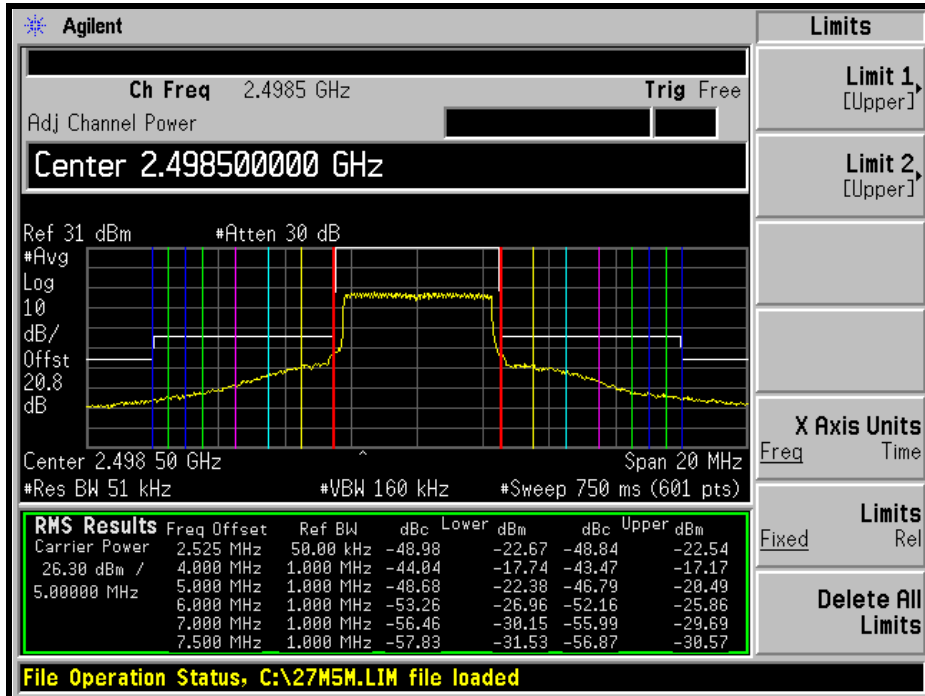 Agilent
Limits
Ch Freq 2.4985 GHz Trig Free
Adj Channel Power
Center 2.498500000 GHz
Limit 1
[Upper]
Limit 2
[Upper]
Ref 31 dBm #Atten 30 dB
#Avg
Log
10
dB/
Offst
20.8
dB
Center 2.498 50 GHz Span 20 MHz
#Res BW 51 kHz #VBW 160 kHz #Sweep 750 ms (601 pts)
X Axis Units
Freq Time
Limits
Fixed Rel
Delete All
Limits
RMS Results Freq Offset Ref BW dBc Lower dBm dBc Upper dBm
Carrier Power 2.525 MHz 50.00 kHz -48.98 -22.67 -48.84 -22.54
26.30 dBm / 4.000 MHz 1.000 MHz -44.04 -17.74 -43.47 -17.17
5.00000 MHz 5.000 MHz 1.000 MHz -48.68 -22.38 -46.79 -20.49
6.000 MHz 1.000 MHz -53.26 -26.96 -52.16 -25.86
7.000 MHz 1.000 MHz -56.46 -30.15 -55.99 -29.69
7.500 MHz 1.000 MHz -57.83 -31.53 -56.87 -30.57
File Operation Status, C:\27M5M.LIM file loaded